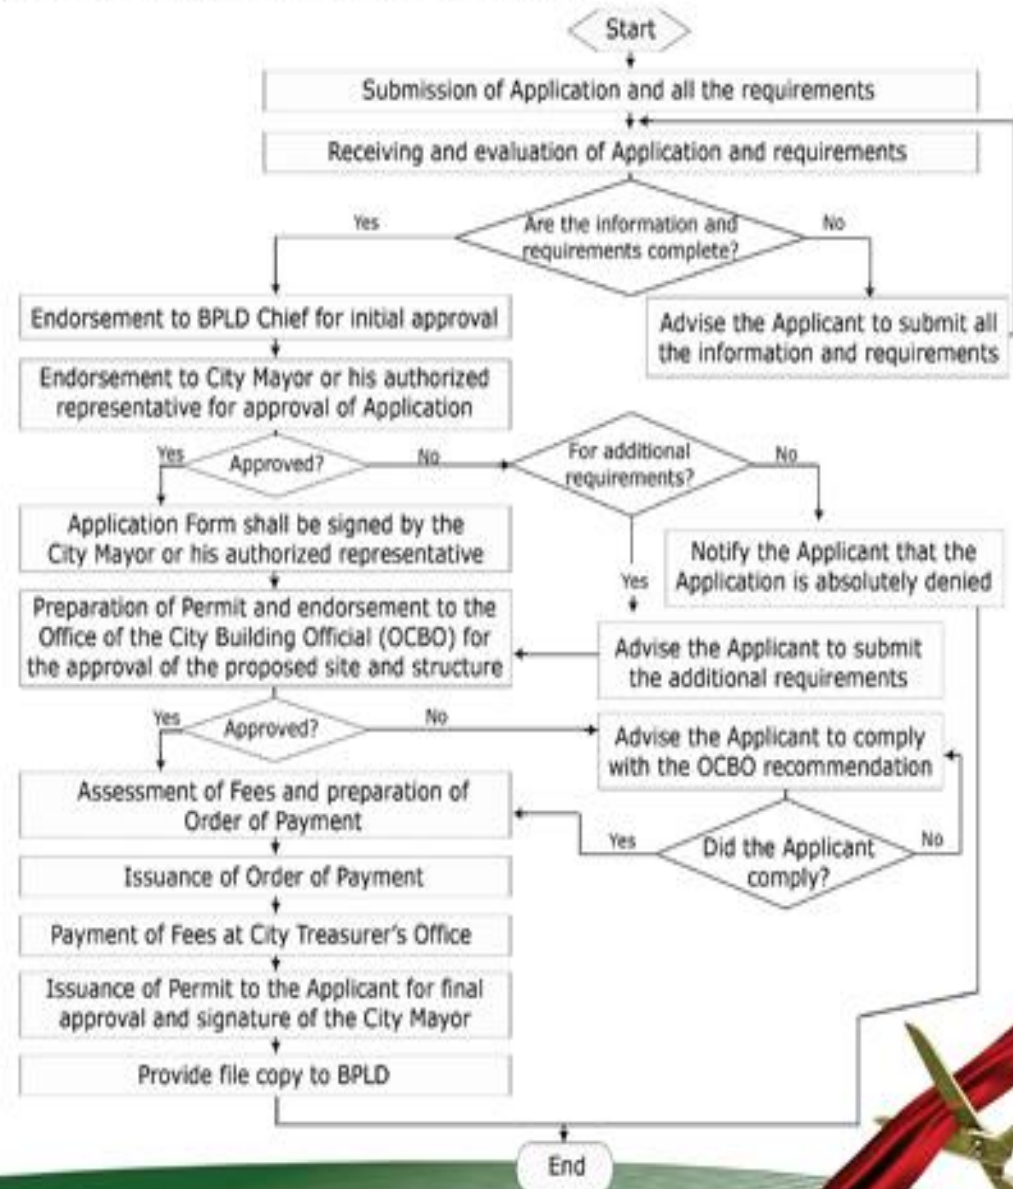 Start
Submission of Application and all the requirements
Receiving and evaluation of Application and requirements
Yes
Are the information and
requirements complete?
No
Endorsement to BPLD Chief for initial approval
Advise the Applicant to submit all
the information and requirements
Endorsement to City Mayor or his authorized
representative for approval of Application
Yes
Approved?
No
For additional
requirements?
No
Application Form shall be signed by the
City Mayor or his authorized representative
Notify the Applicant that the
Application is absolutely denied
Yes
Preparation of Permit and endorsement to the
Office of the City Building Official (OCBO) for
the approval of the proposed site and structure
Advise the Applicant to submit
the additional requirements
Yes
Approved?
No
Advise the Applicant to comply
with the OCBO recommendation
Assessment of Fees and preparation of
Order of Payment
Yes
Did the Applicant
comply?
No
Issuance of Order of Payment
Payment of Fees at City Treasurer's Office
Issuance of Permit to the Applicant for final
approval and signature of the City Mayor
Provide file copy to BPLD
End